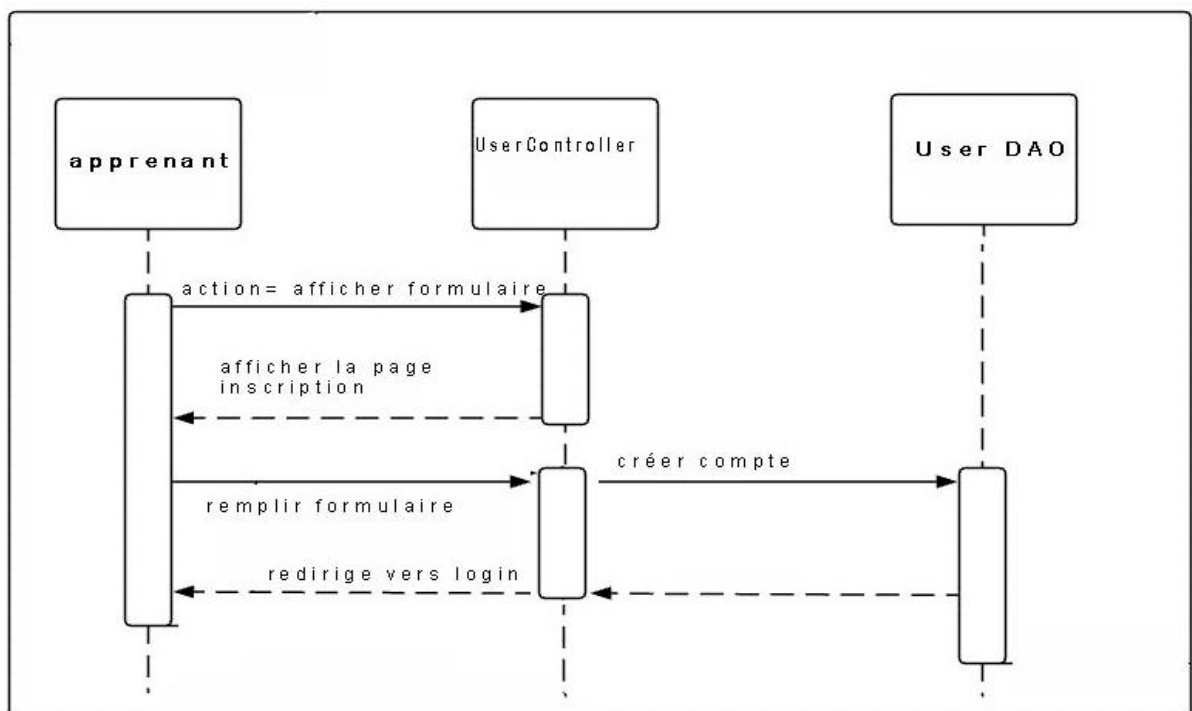 apprenant
UserController
User DAO
action= afficher formulaire
afficher la page
inscription
créer compte
remplir formulaire
redirige vers login